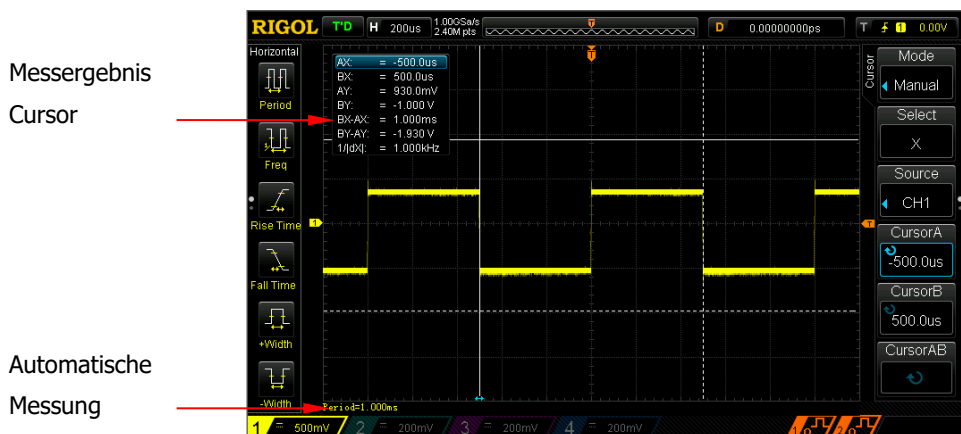 RIGOL T'D H 200us 1.00GSa/s 2.40M pts T D 0.00000000ps T 1 0.00V
Horizontal
Period
Freq
Rise Time
Fall Time
+Width
-Width
Messergebnis
Cursor
Automatische
Messung
AX: = -500.0us
BX: = 500.0us
AY: = 930.0mV
BY: = -1.000 V
BX-AX: = 1.000ms
BY-AY: = -1.930 V
1/|dX|: = 1.000kHz
T
1
T
Period=1.000ms
Cursor
Mode
Manual
Select
X
Source
CH1
CursorA
-500.0us
CursorB
500.0us
CursorAB
1 = 500mV 2 = 200mV 3 = 200mV 4 = 200mV 1 2